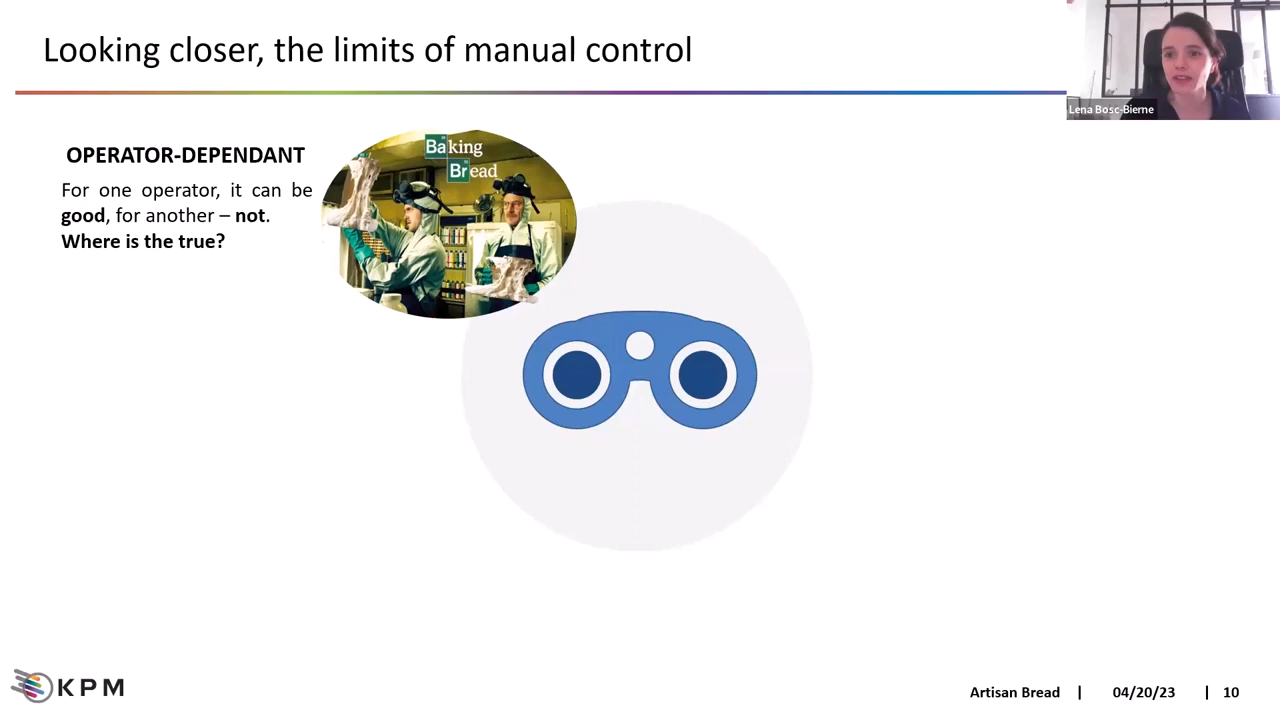 Looking closer, the limits of manual control
Lena Bosc-Bierne
OPERATOR-DEPENDANT
For one operator, it can be
good, for another – not.
Where is the true?
Baking
Bread
KPM
Artisan Bread | 04/20/23 | 10